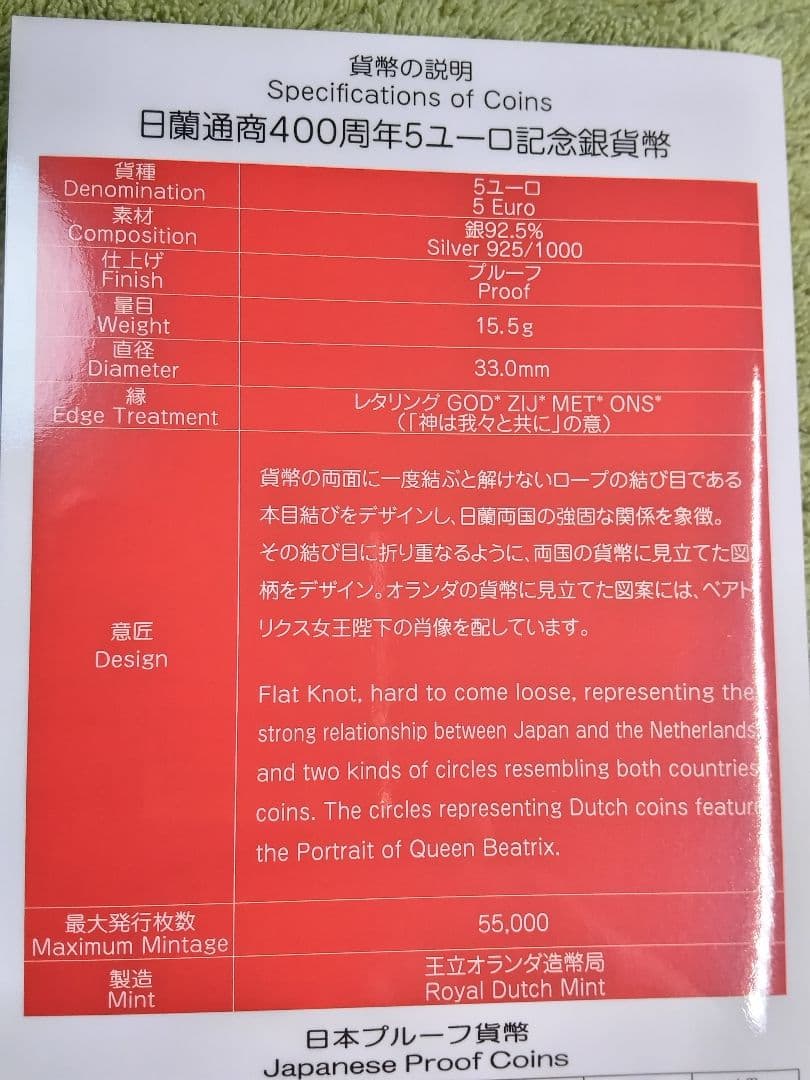 貨幣の説明
Specifications of Coins
日蘭通商400周年5ユーロ記念銀貨幣
貨種
Denomination
5ユーロ
5 Euro
素材
Composition
銀92.5%
Silver 925/1000
仕上げ
Finish
プルーフ
Proof
量目
Weight
15.5g
直径
Diameter
33.0mm
縁
Edge Treatment
レタリング GOD* ZIJ* MET* ONS*
(「神は我々と共に」の意)
意匠
Design
貨幣の両面に一度結ぶと解けないロープの結び目である
本目結びをデザインし、日蘭両国の強固な関係を象徴。
その結び目に折り重なるように、両国の貨幣に見立てた図
柄をデザイン。オランダの貨幣に見立てた図案には、ベアト
リクス女王陛下の肖像を配しています。
Flat Knot, hard to come loose, representing the
strong relationship between Japan and the Netherlands
and two kinds of circles resembling both countries
coins. The circles representing Dutch coins feature
the Portrait of Queen Beatrix.
最大発行枚数
Maximum Mintage
55,000
製造
Mint
王立オランダ造幣局
Royal Dutch Mint
日本プルーフ貨幣
Japanese Proof Coins